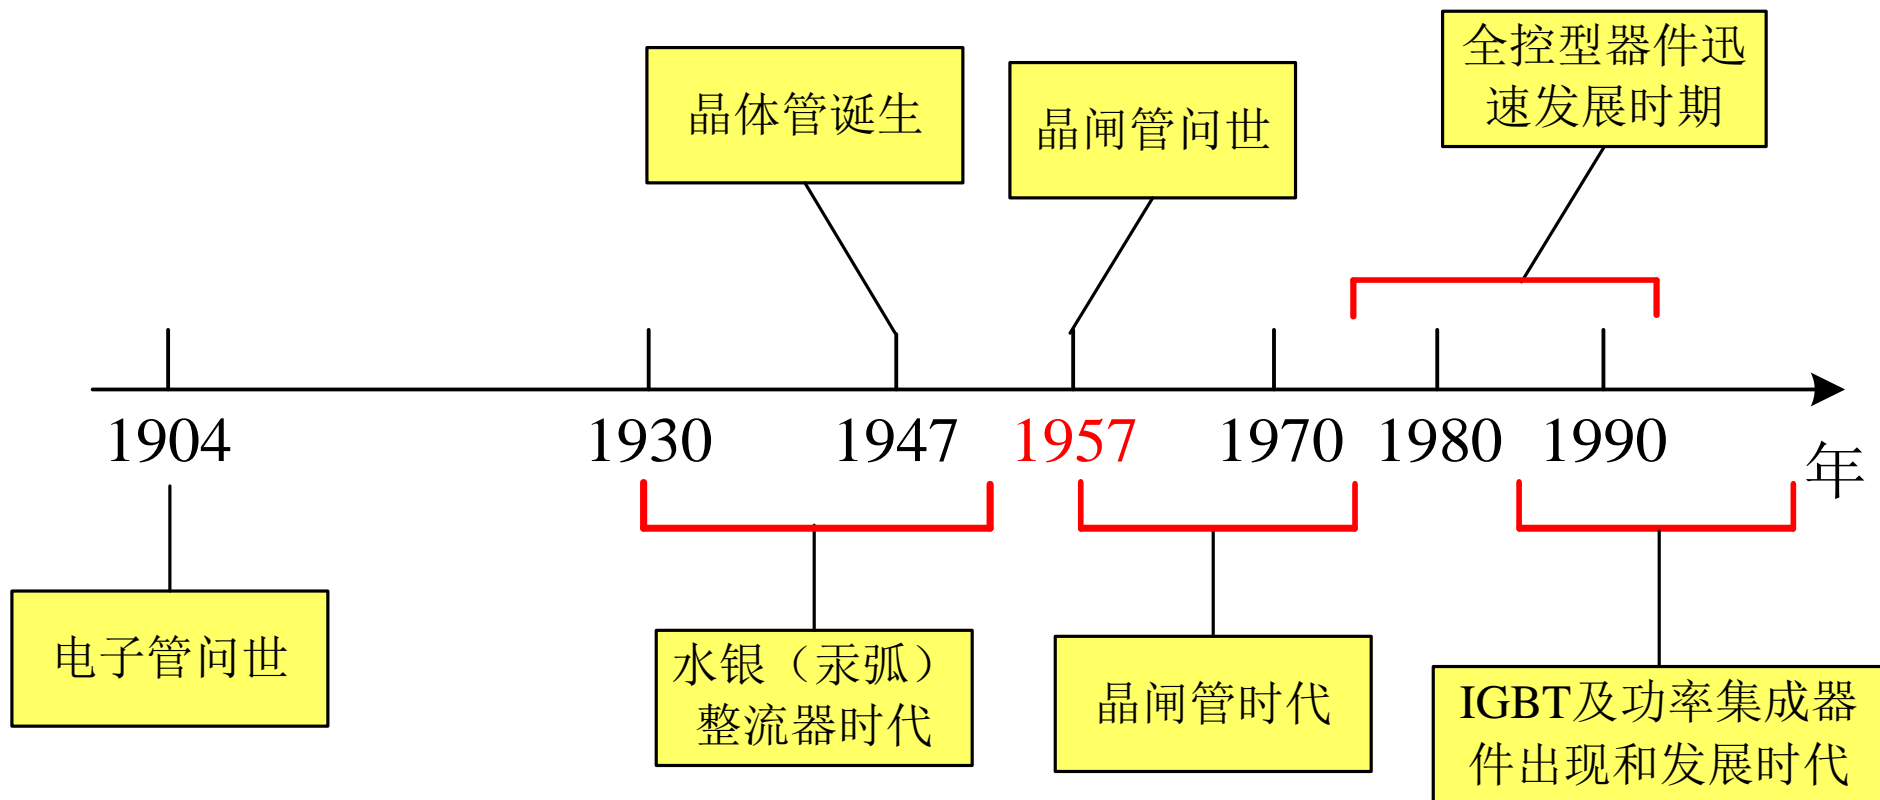 全控型器件迅
速发展时期
晶体管诞生
晶闸管问世
1904
1930
1947
1957
1970
1980
1990
年
电子管问世
水银（汞弧）
整流器时代
晶闸管时代
IGBT及功率集成器
件出现和发展时代